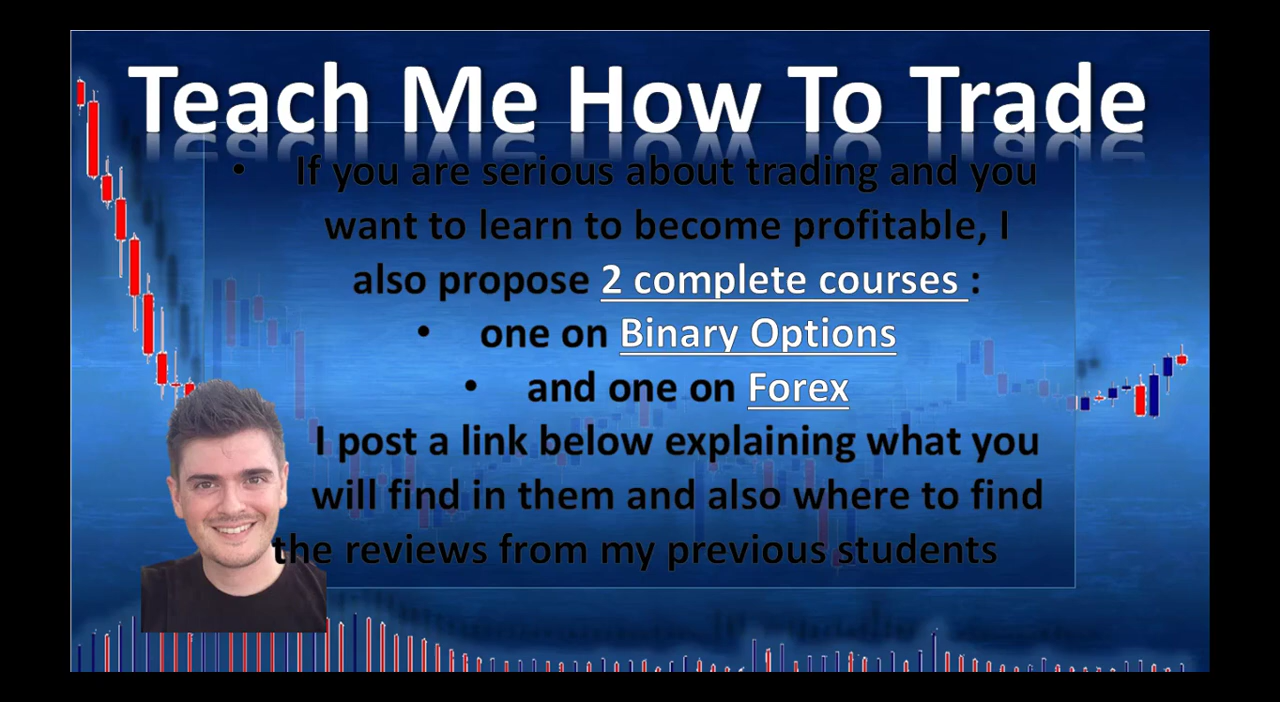 Teach Me How To Trade
• If you are serious about trading and you
want to learn to become profitable, I
also propose 2 complete courses :
• one on Binary Options
• and one on Forex
I post a link below explaining what you
will find in them and also where to find
the reviews from my previous students